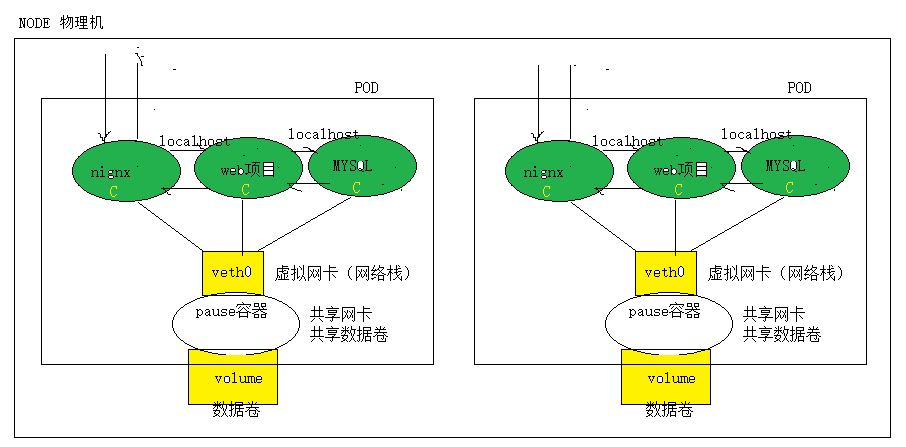 NODE 物理机
POD
POD
localhost
localhost
localhost
localhost
nignx
C
web项目
C
MYSQL
C
nignx
C
web项目
C
MYSQL
C
veth0
虚拟网卡（网络栈）
veth0
虚拟网卡（网络栈）
pause容器
共享网卡
共享数据卷
pause容器
共享网卡
共享数据卷
volume
数据卷
volume
数据卷